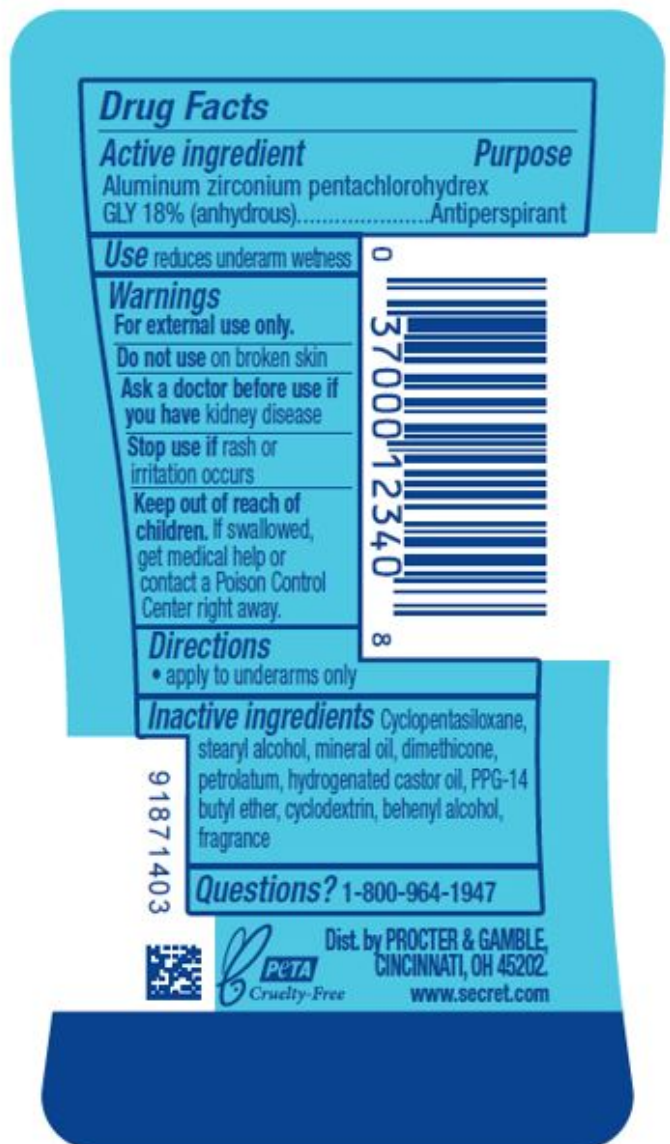 Drug Facts
Active ingredient Purpose
Aluminum zirconium pentachlorohydrex
GLY 18% (anhydrous).....................Antiperspirant
Use reduces underarm wetness
Warnings
For external use only.
Do not use on broken skin
Ask a doctor before use if
you have kidney disease
Stop use if rash or
irritation occurs
Keep out of reach of
children. If swallowed,
get medical help or
contact a Poison Control
Center right away.
0 37000 12340 8
Directions
• apply to underarms only
Inactive ingredients Cyclopentasiloxane,
stearyl alcohol, mineral oil, dimethicone,
petrolatum, hydrogenated castor oil, PPG-14
butyl ether, cyclodextrin, behenyl alcohol,
fragrance
91871403
Questions? 1-800-964-1947
PETA
Cruelty-Free
Dist. by PROCTER & GAMBLE,
CINCINNATI, OH 45202.
www.secret.com